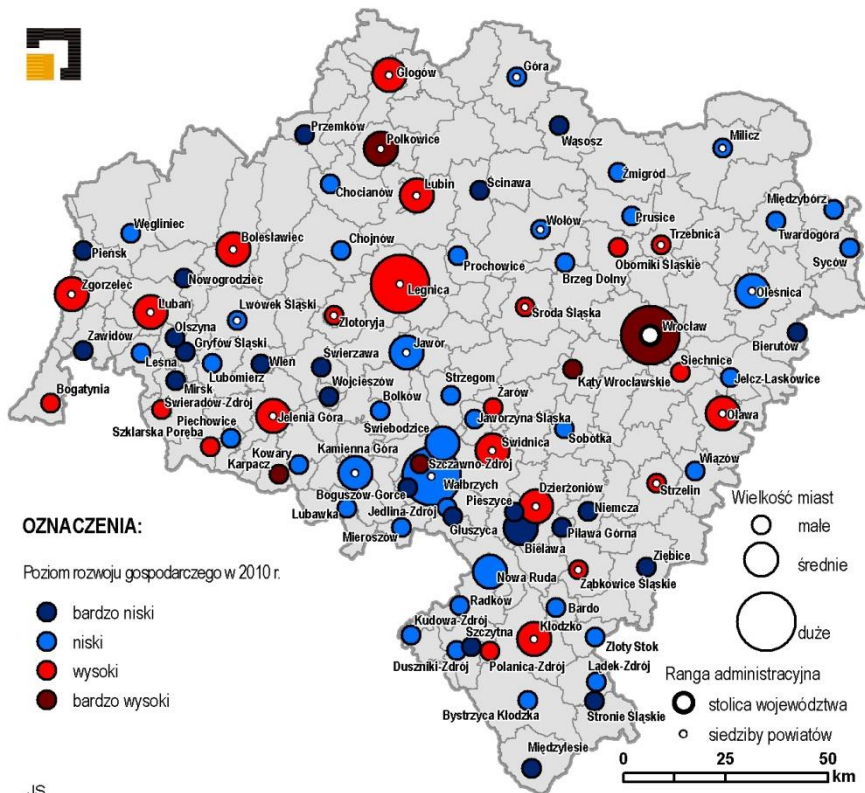 Głogów
Góra
Przemków
Polkowice
Wąsosz
Milicz
Żmigród
Chocianów
Lubin
Ścinawa
Międzybórz
Węgliniec
Wołów
Prusice
Trzebnica
Twardogóra
Bolesławiec
Chojnów
Pieńsk
Prochowice
Oborniki Śląskie
Syców
Brzeg Dolny
Nowogrodziec
Zgorzelec
Legnica
Oleśnica
Lubań
Lwówek Śląski
Złotoryja
Środa Śląska
Olszyna
Wrocław
Zawidów
Gryfów Śląski
Świerzawa
Jawor
Bierutów
Leśna
Lubomierz
Wleń
Siechnice
Kąty Wrocławskie
Mirsk
Wojcieszów
Strzegom
Jelcz-Laskowice
Bogatynia
Świeradów-Zdrój
Bolków
Żarów
Piechowice
Jelenia Góra
Jaworzyna Śląska
Oława
Szklarska Poręba
Świebodzice
Sobótka
Kowary
Kamienna Góra
Świdnica
Karpacz
Szczawno-Zdrój
Wiązów
Wałbrzych
Strzelin
Boguszów-Gorce
Dzierżoniów
Pieszyce
Niemcza
Lubawka
Jedlina-Zdrój
Głuszyca
Piława Górna
Mieroszów
Bielawa
Ziębice
Nowa Ruda
Ząbkowice Śląskie
Radków
Bardo
Kudowa-Zdrój
Kłodzko
Szczytna
Złoty Stok
Duszniki-Zdrój
Polanica-Zdrój
Lądek-Zdrój
Bystrzyca Kłodzka
Stronie Śląskie
Międzylesie
OZNACZENIA:
Poziom rozwoju gospodarczego w 2010 r.
bardzo niski
niski
wysoki
bardzo wysoki
Wielkość miast
małe
średnie
duże
Ranga administracyjna
stolica województwa
siedziby powiatów
0 25 50
km
JS